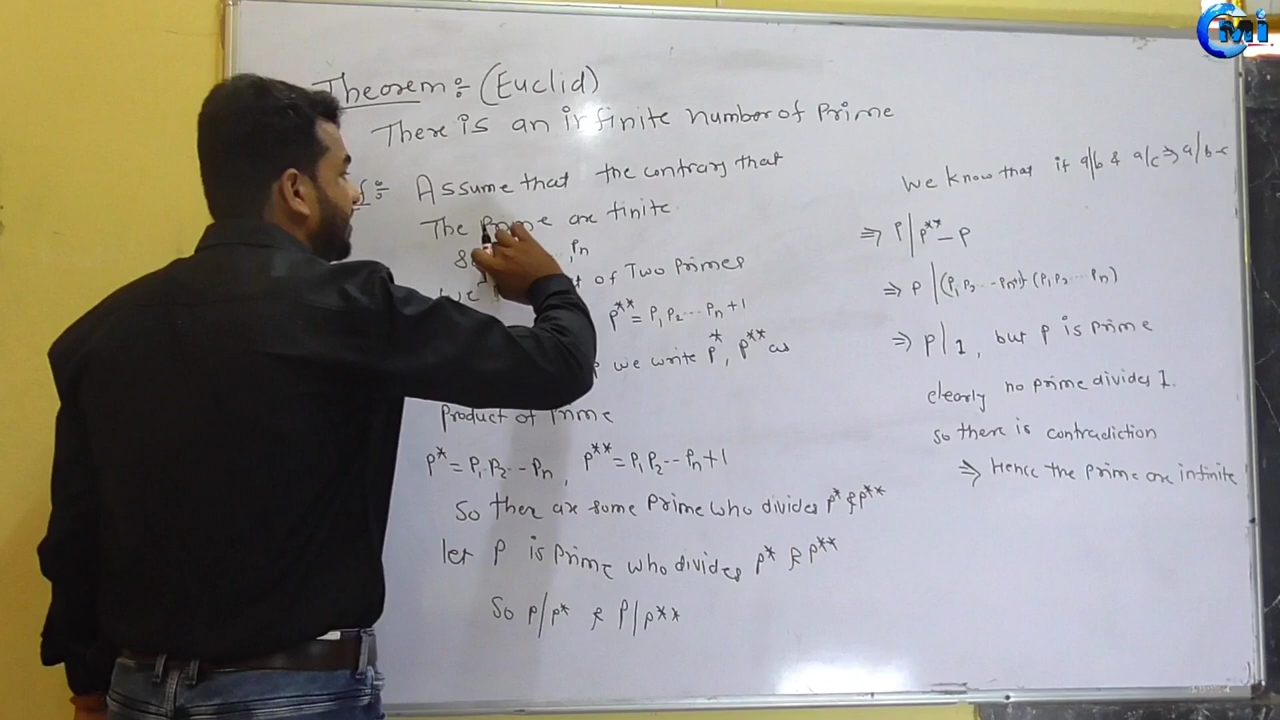 Theorem ÷ (Euclid)
There is an infinite number of Prime
f ÷ Assume that the contrary that
The Prime are finite.
, Pn
we of Two Primes
P** = P1 P2 ... Pn + 1
we write P*, P** as
Product of Prime
P* = P1 . P2 --- Pn , P** = P1 P2 --- Pn + 1
So ther are some Prime who divides P* & P**
let P is Prime who divides P* & P**
So P/P* & P/P**
We know that if a/b & a/c ⇒ a/b-c
⇒ P/P** - P
⇒ P/(P1 P2 --- Pn+1) - (P1 P2 ... Pn)
⇒ P/1, but P is Prime
clearly no prime divides 1.
so there is contradiction
⇒ Hence the Prime are infinite
CMI